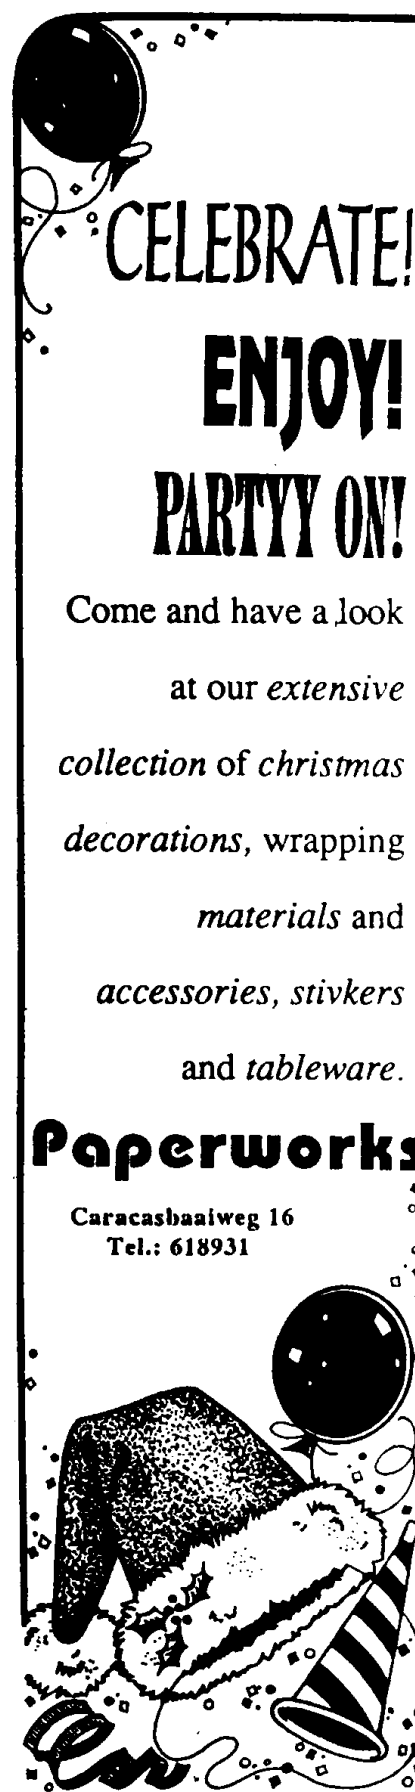 CELEBRATE!
ENJOY!
PARTYY ON!
Come and have a look
at our extensive
collection of christmas
decorations, wrapping
materials and
accessories, stivkers
and tableware.
Paperworks
Caracasbaaiweg 16
Tel.: 618931